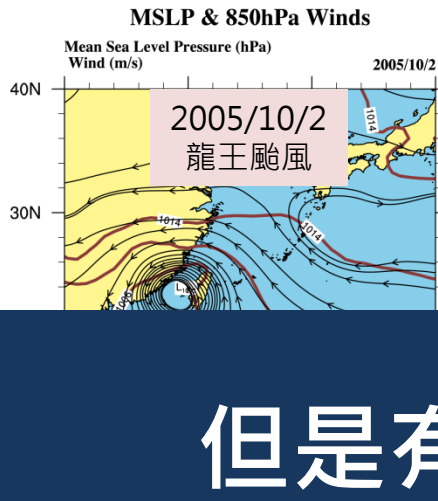 MSLP & 850hPa Winds
Mean Sea Level Pressure (hPa)
Wind (m/s) 2005/10/2
40N
2005/10/2
龍王颱風
1014
30N
1014
1014
1006
但是有